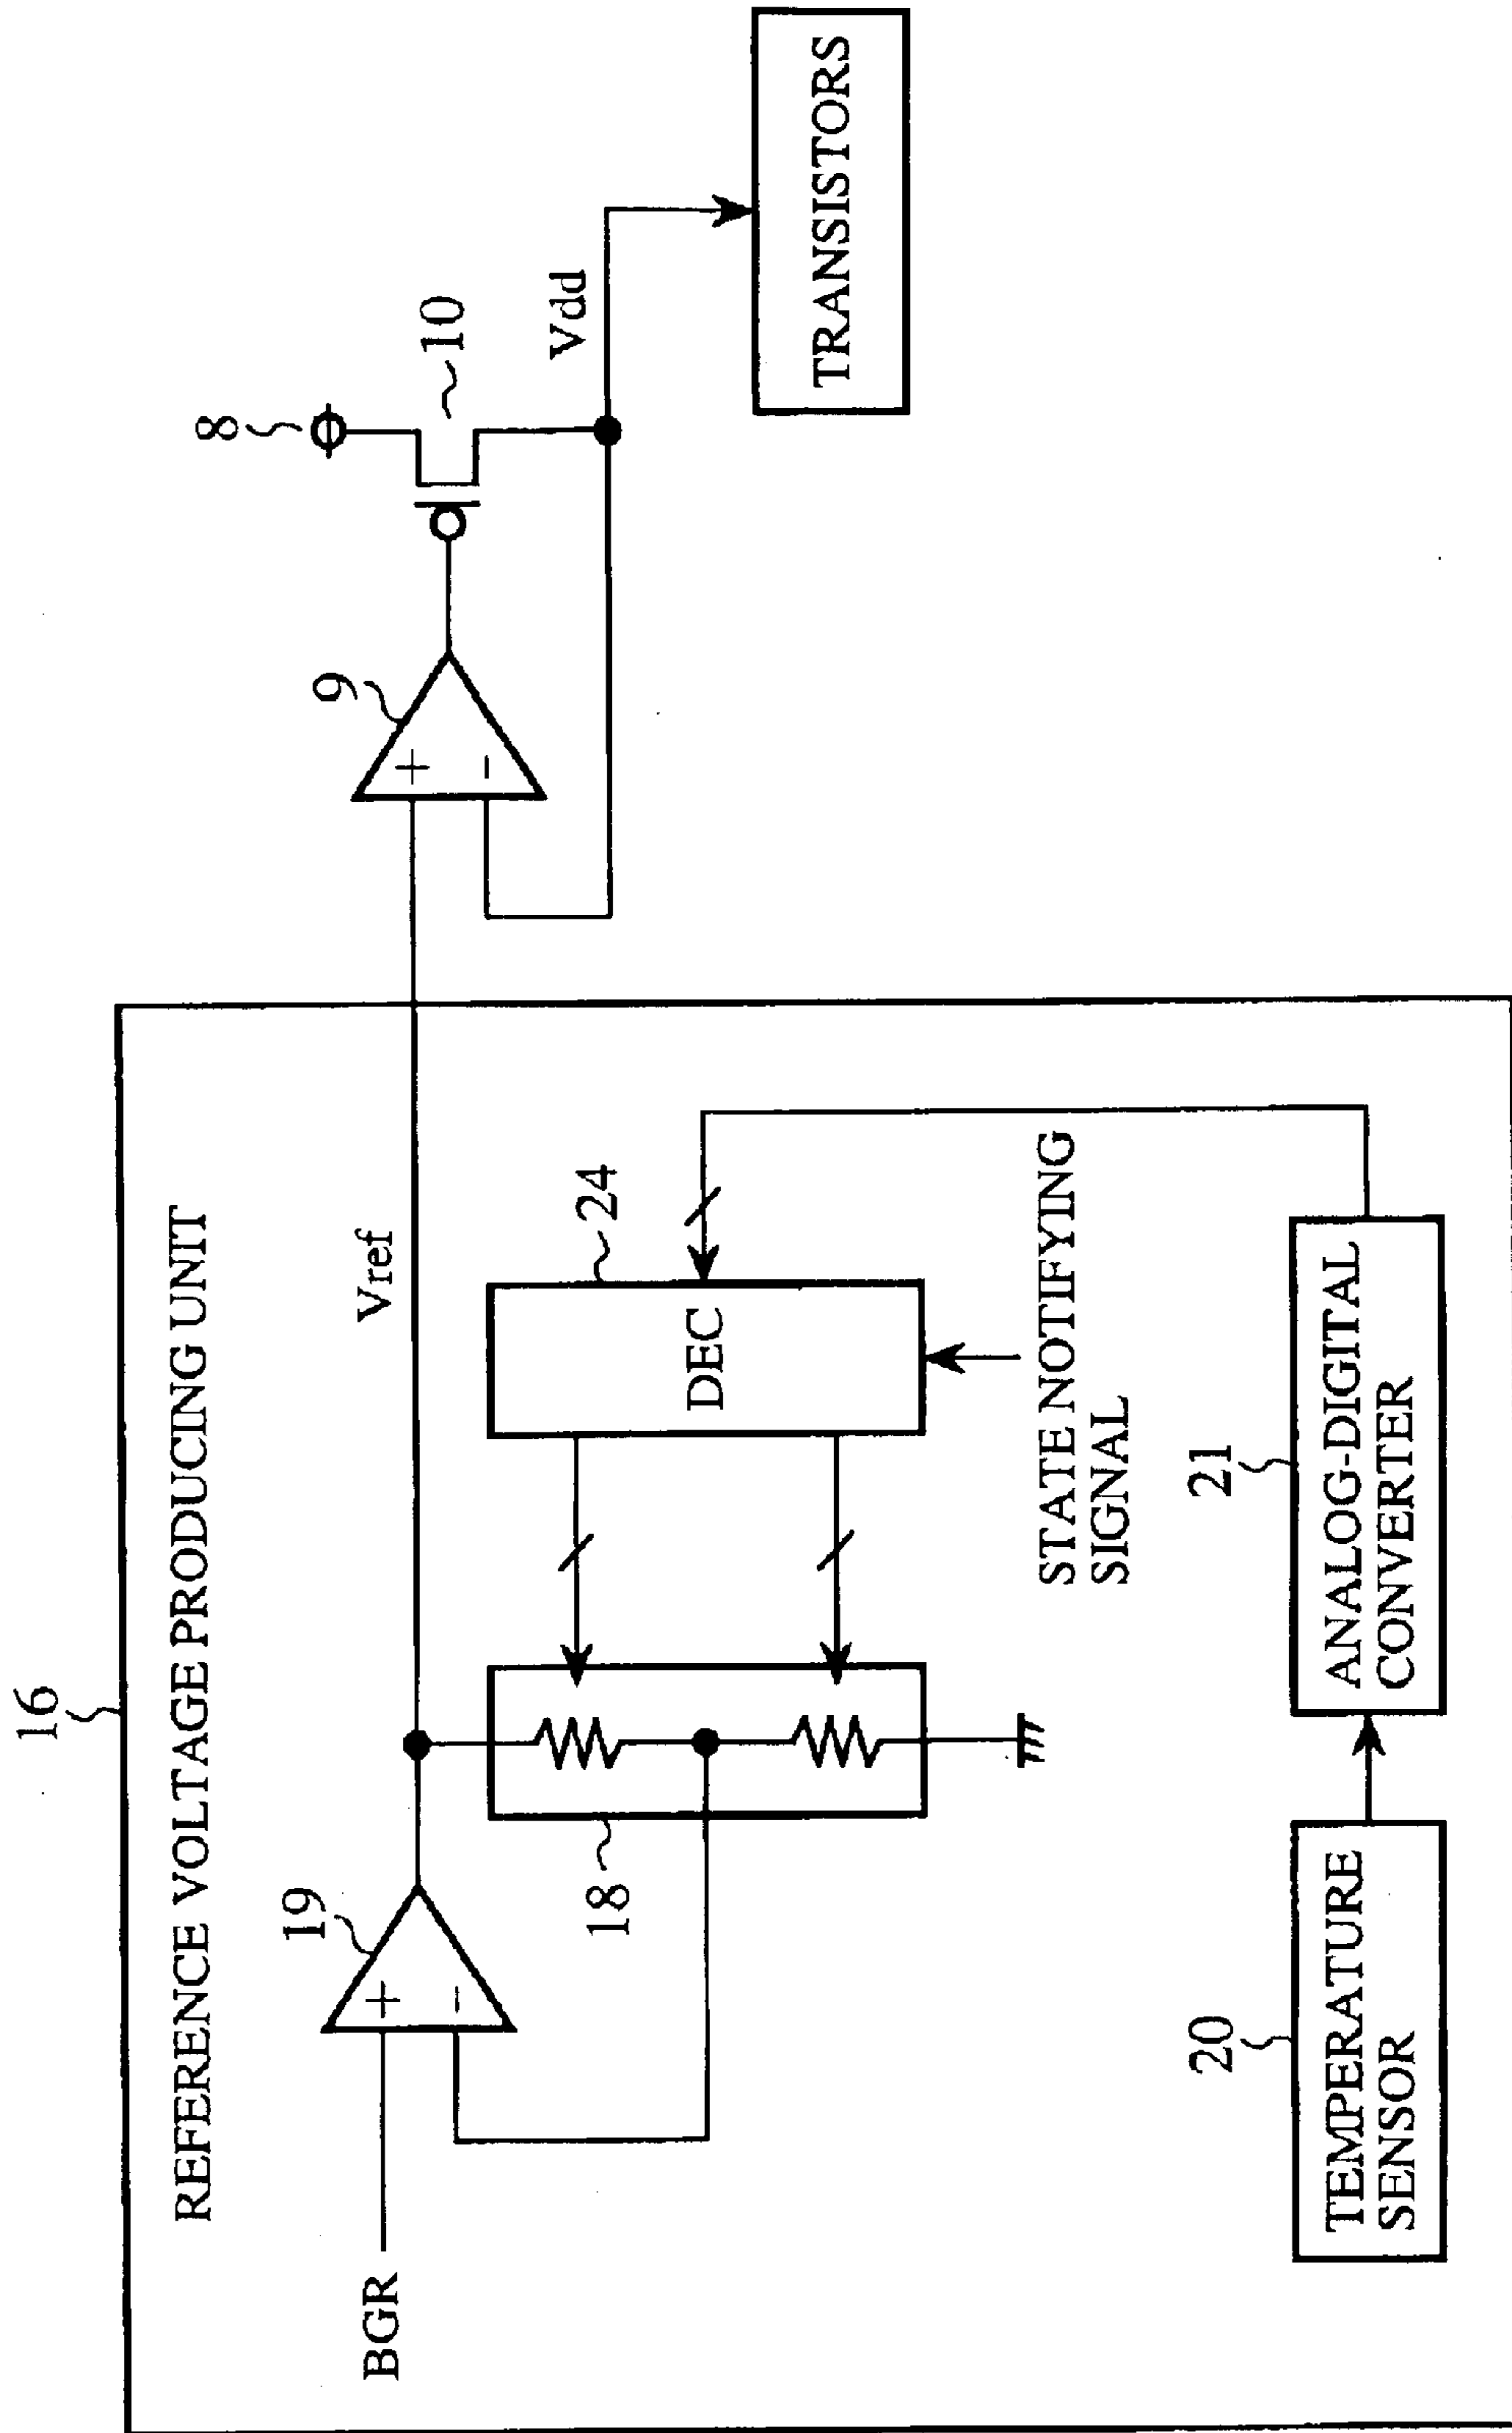 16
REFERENCE VOLTAGE PRODUCING UNIT
BGR
+
-
19
Vref
18
DEC
24
STATE NOTIFYING
SIGNAL
20
TEMPERATURE
SENSOR
21
ANALOG-DIGITAL
CONVERTER
9
+
-
8
10
Vdd
TRANSISTORS